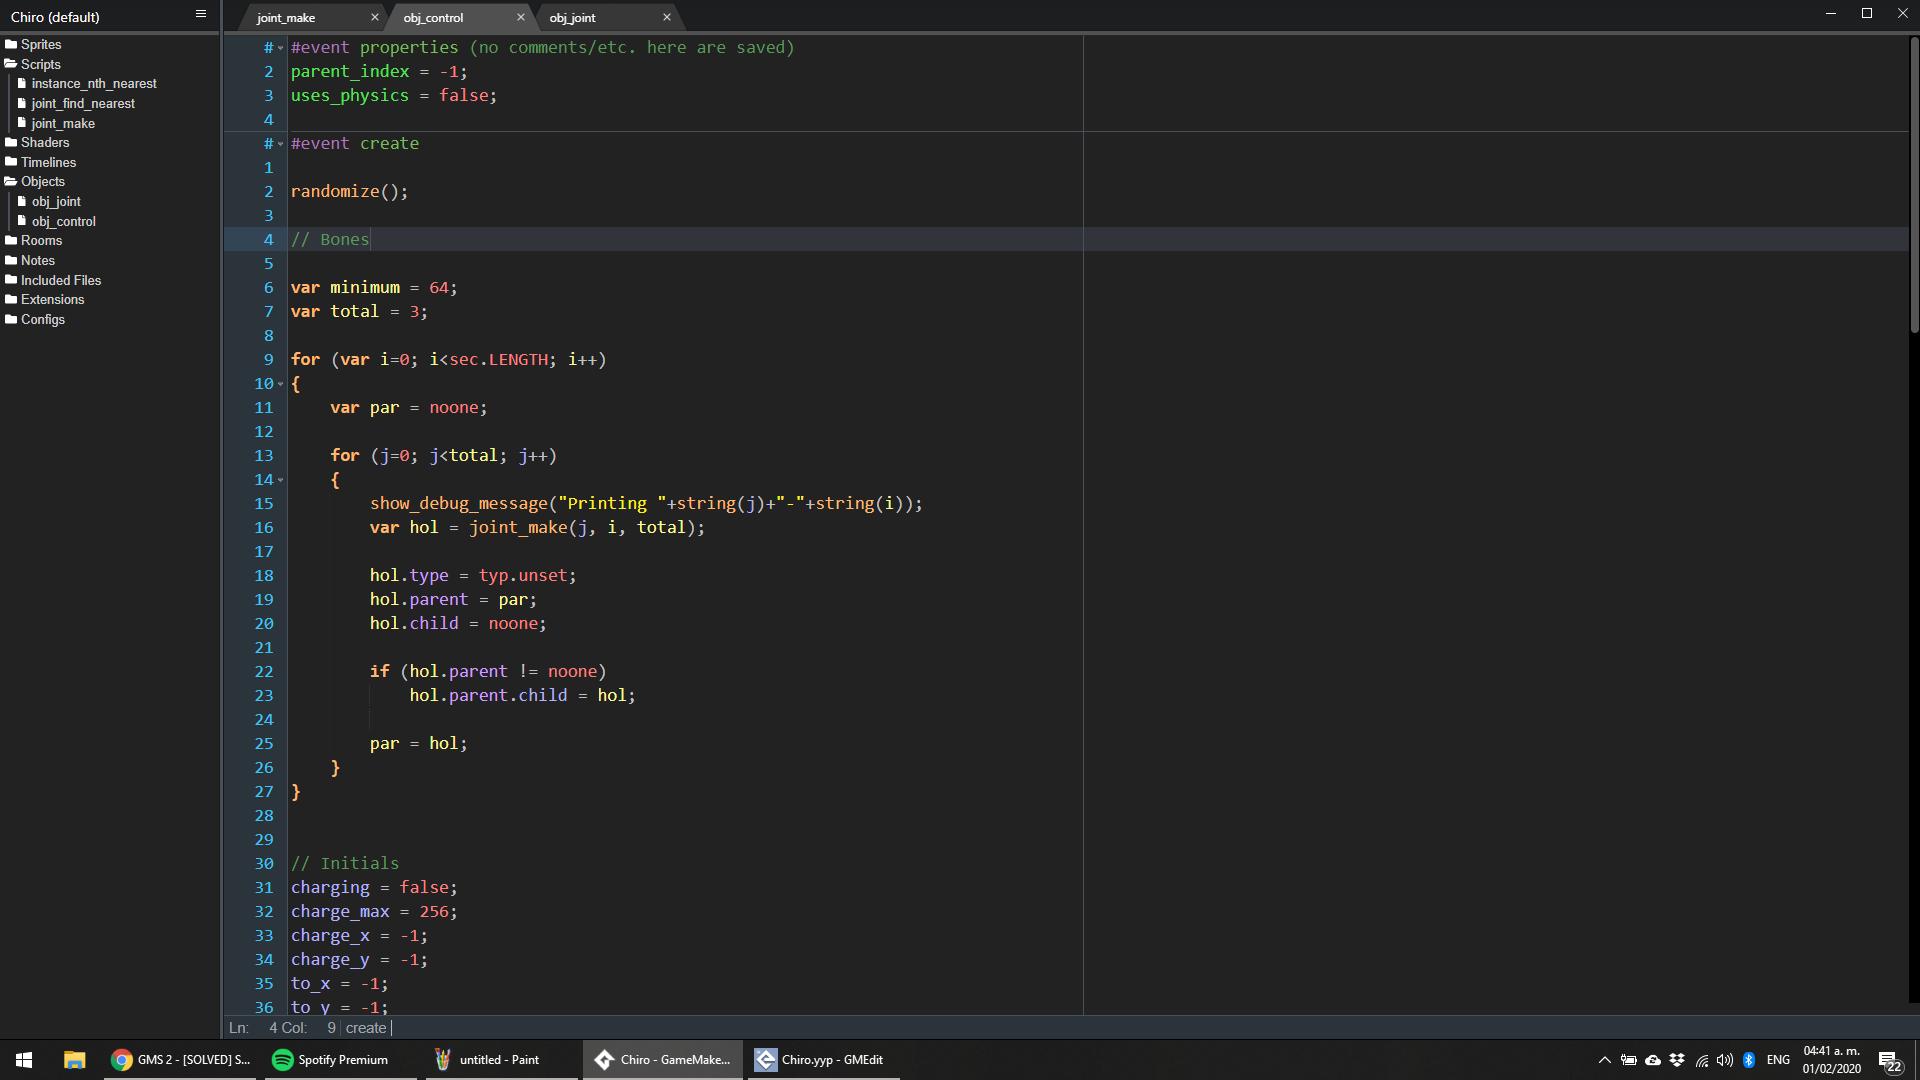 Chiro (default)
joint_make
obj_control
obj_joint
Sprites
Scripts
instance_nth_nearest
joint_find_nearest
joint_make
Shaders
Timelines
Objects
obj_joint
obj_control
Rooms
Notes
Included Files
Extensions
Configs
# #event properties (no comments/etc. here are saved)
2 parent_index = -1;
3 uses_physics = false;
4
# #event create
1
2 randomize();
3
4 // Bones
5
6 var minimum = 64;
7 var total = 3;
8
9 for (var i=0; i<sec.LENGTH; i++)
10 {
11     var par = noone;
12
13     for (j=0; j<total; j++)
14     {
15         show_debug_message("Printing "+string(j)+"-"+string(i));
16         var hol = joint_make(j, i, total);
17
18         hol.type = typ.unset;
19         hol.parent = par;
20         hol.child = noone;
21
22         if (hol.parent != noone)
23             hol.parent.child = hol;
24
25         par = hol;
26     }
27 }
28
29
30 // Initials
31 charging = false;
32 charge_max = 256;
33 charge_x = -1;
34 charge_y = -1;
35 to_x = -1;
36 to_y = -1;
Ln: 4 Col: 9 create
GMS 2 - [SOLVED] S...
Spotify Premium
untitled - Paint
Chiro - GameMake...
Chiro.yyp - GMEdit
ENG
04:41 a. m.
01/02/2020
22